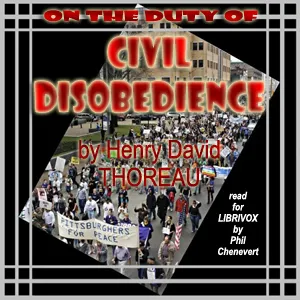 ON THE DUTY OF
CIVIL
DISOBEDIENCE
by Henry David
THOREAU
read
for
LIBRIVOX
by
Phil
Chenevert
PITTSBURGHERS
FOR PEACE